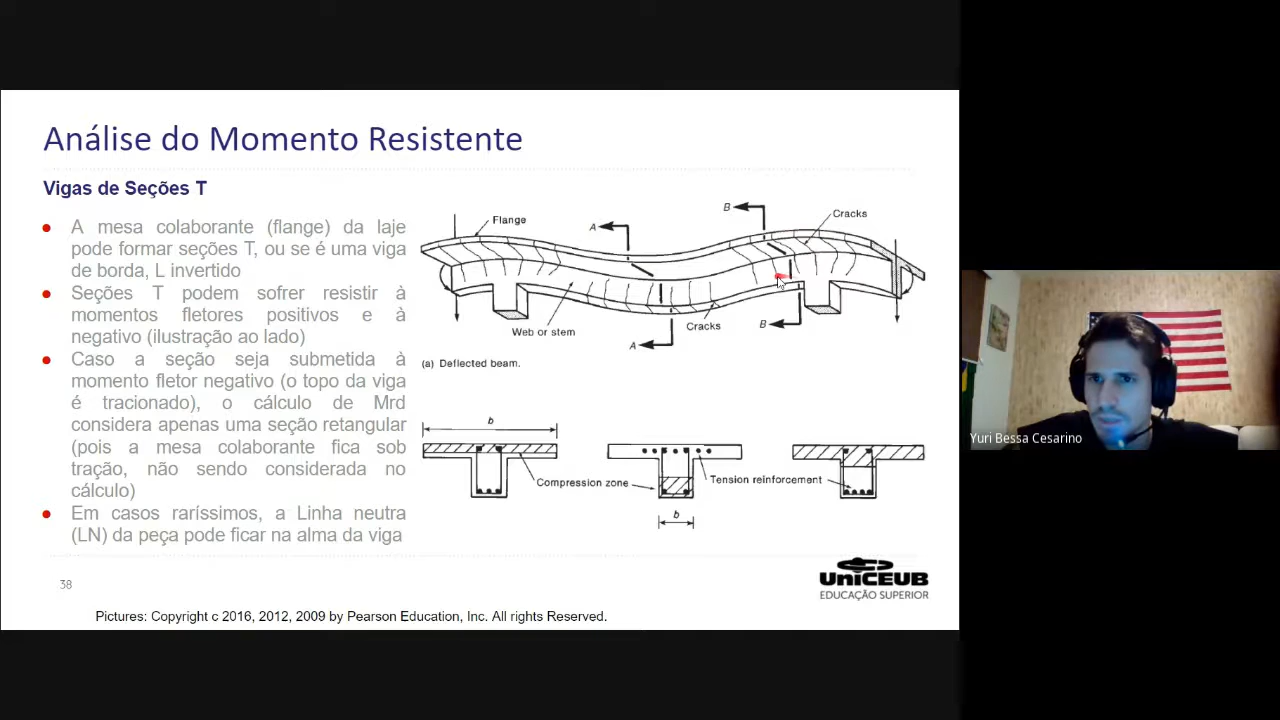 Análise do Momento Resistente
Vigas de Seções T
A mesa colaborante (flange) da laje
pode formar seções T, ou se é uma viga
de borda, L invertido
Seções T podem sofrer resistir à
momentos fletores positivos e à
negativo (ilustração ao lado)
Caso a seção seja submetida à
momento fletor negativo (o topo da viga
é tracionado), o cálculo de Mrd
considera apenas uma seção retangular
(pois a mesa colaborante fica sob
tração, não sendo considerada no
cálculo)
Em casos raríssimos, a Linha neutra
(LN) da peça pode ficar na alma da viga
Flange
A
B
Cracks
Web or stem
Cracks
A
B
(a) Deflected beam.
b
Compression zone
Tension reinforcement
b
38
UniCEUB
EDUCAÇÃO SUPERIOR
Pictures: Copyright c 2016, 2012, 2009 by Pearson Education, Inc. All rights Reserved.
Yuri Bessa Cesarino